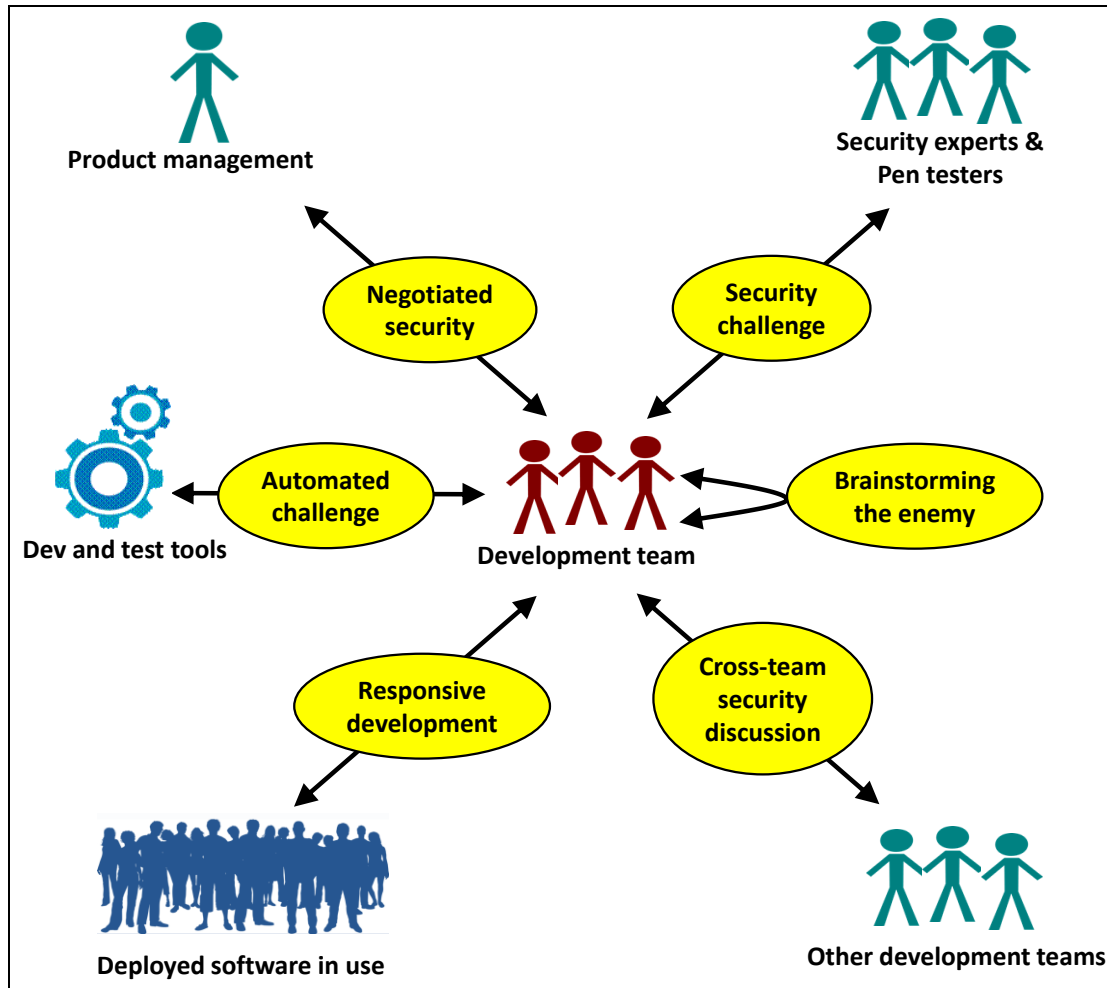 Product management
Security experts &
Pen testers
Negotiated
security
Security
challenge
Automated
challenge
Brainstorming
the enemy
Dev and test tools
Development team
Responsive
development
Cross-team
security
discussion
Deployed software in use
Other development teams